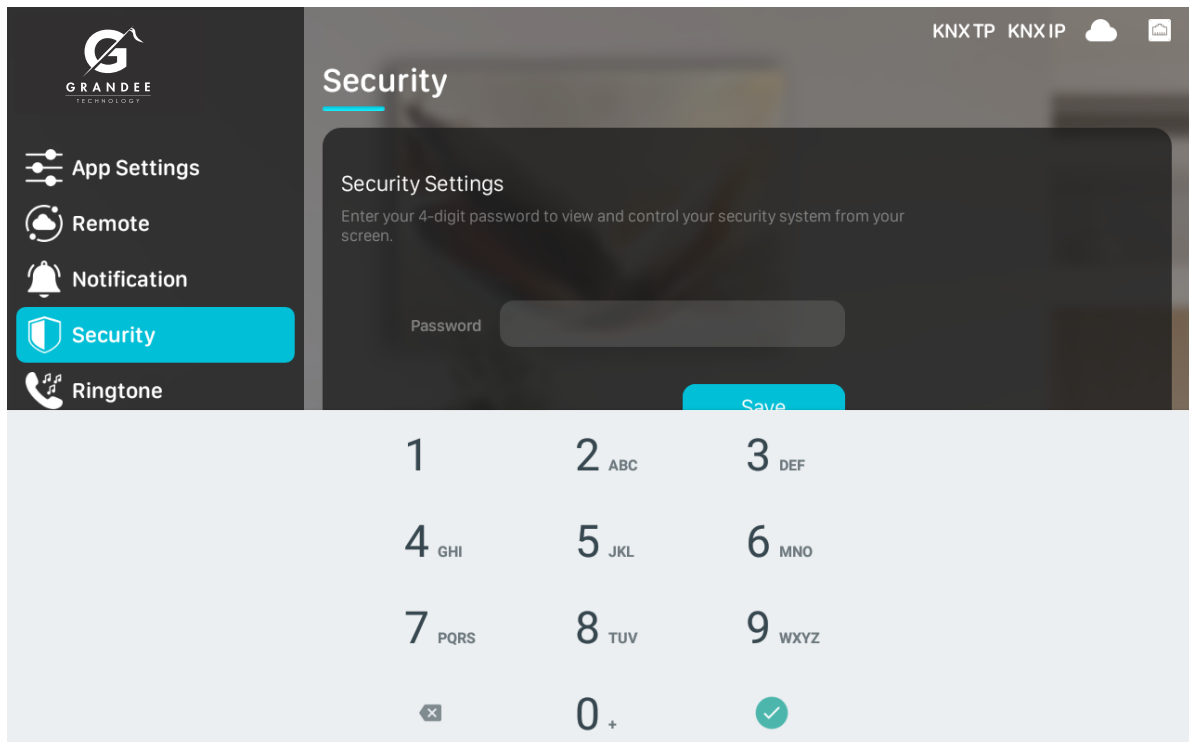 GRANDEE
TECHNOLOGY
KNX TP KNX IP
Security
App Settings
Remote
Notification
Security
Ringtone
Security Settings
Enter your 4-digit password to view and control your security system from your
screen.
Password
Save
1
2 ABC
3 DEF
4 GHI
5 JKL
6 MNO
7 PQRS
8 TUV
9 WXYZ
0 +